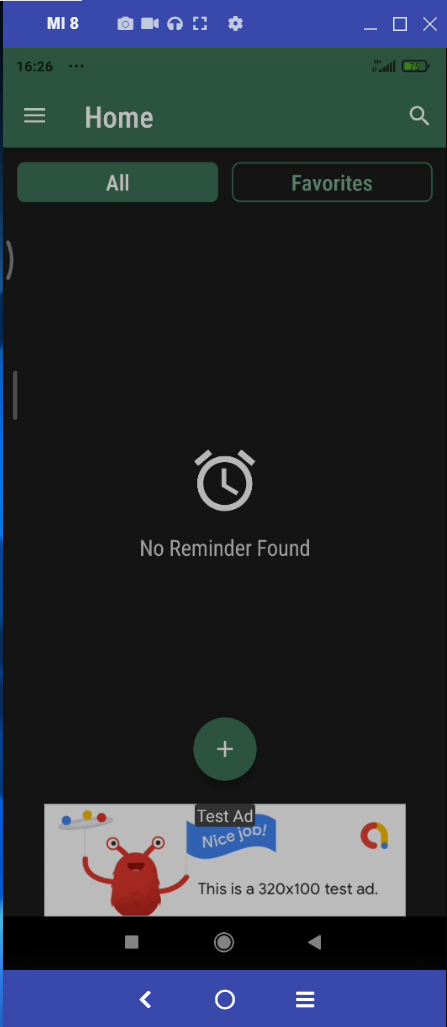 MI 8
16:26 ...
75
Home
All
Favorites
No Reminder Found
Test Ad
Nice job!
This is a 320x100 test ad.